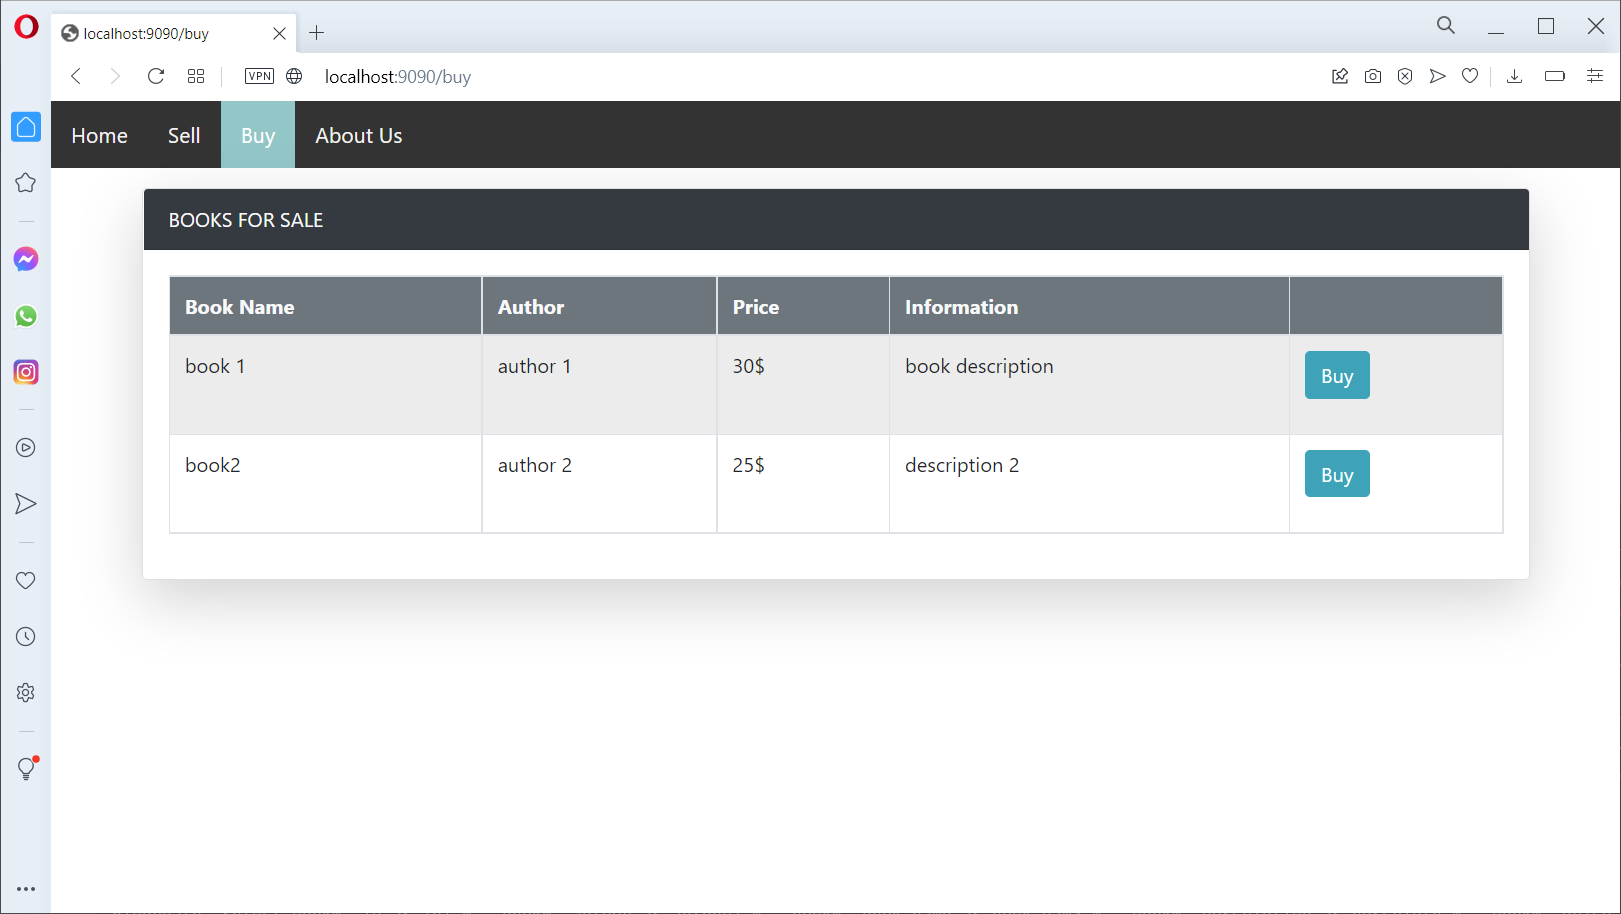 localhost:9090/buy
VPN localhost:9090/buy
Home Sell Buy About Us
BOOKS FOR SALE
Book Name Author Price Information
book 1 author 1 30$ book description Buy
book2 author 2 25$ description 2 Buy